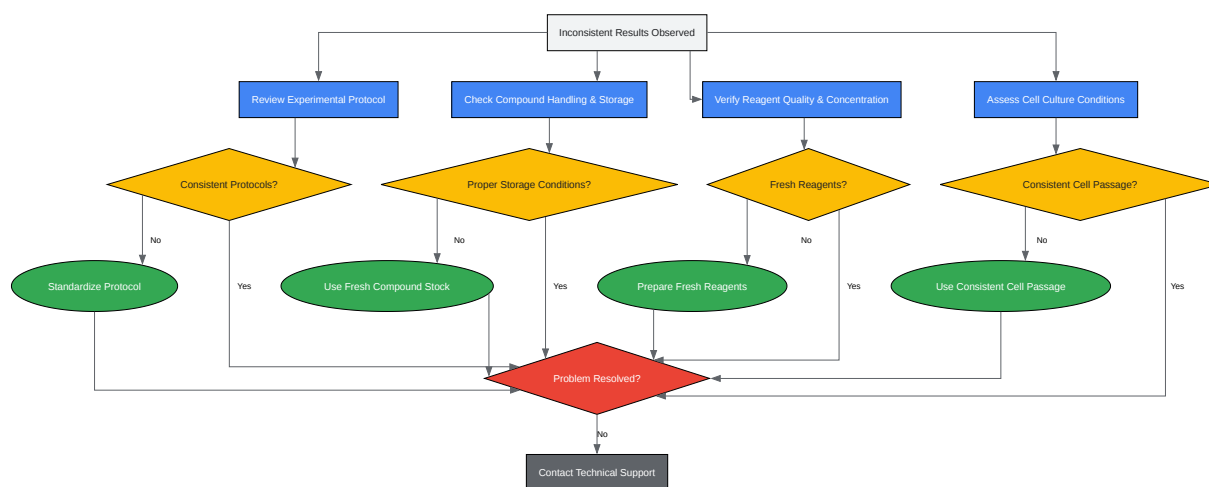 Inconsistent Results Observed
Review Experimental Protocol
Check Compound Handling & Storage
Verify Reagent Quality & Concentration
Assess Cell Culture Conditions
Consistent Protocols?
Proper Storage Conditions?
Fresh Reagents?
Consistent Cell Passage?
No
No
No
No
Standardize Protocol
Yes
Use Fresh Compound Stock
Yes
Prepare Fresh Reagents
Yes
Use Consistent Cell Passage
Yes
Problem Resolved?
No
Contact Technical Support